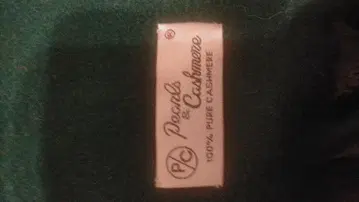 ®
Pearls
&
Cashmere
P/C
100% PURE CASHMERE